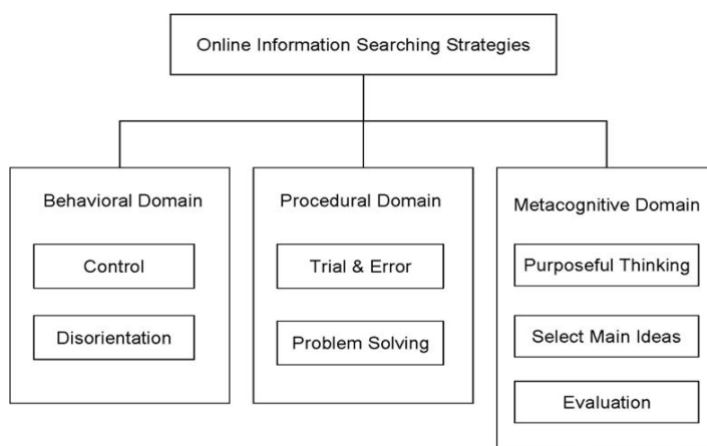 Online Information Searching Strategies
Behavioral Domain
Control
Disorientation
Procedural Domain
Trial & Error
Problem Solving
Metacognitive Domain
Purposeful Thinking
Select Main Ideas
Evaluation